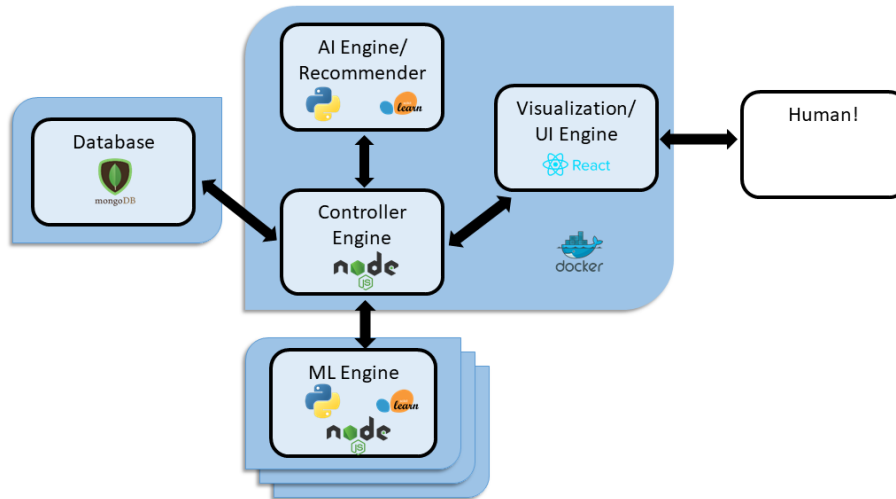 AI Engine/
Recommender
learn
Visualization/
UI Engine
React
Human!
Database
mongoDB
Controller
Engine
node
JS
docker
ML Engine
learn
node
JS